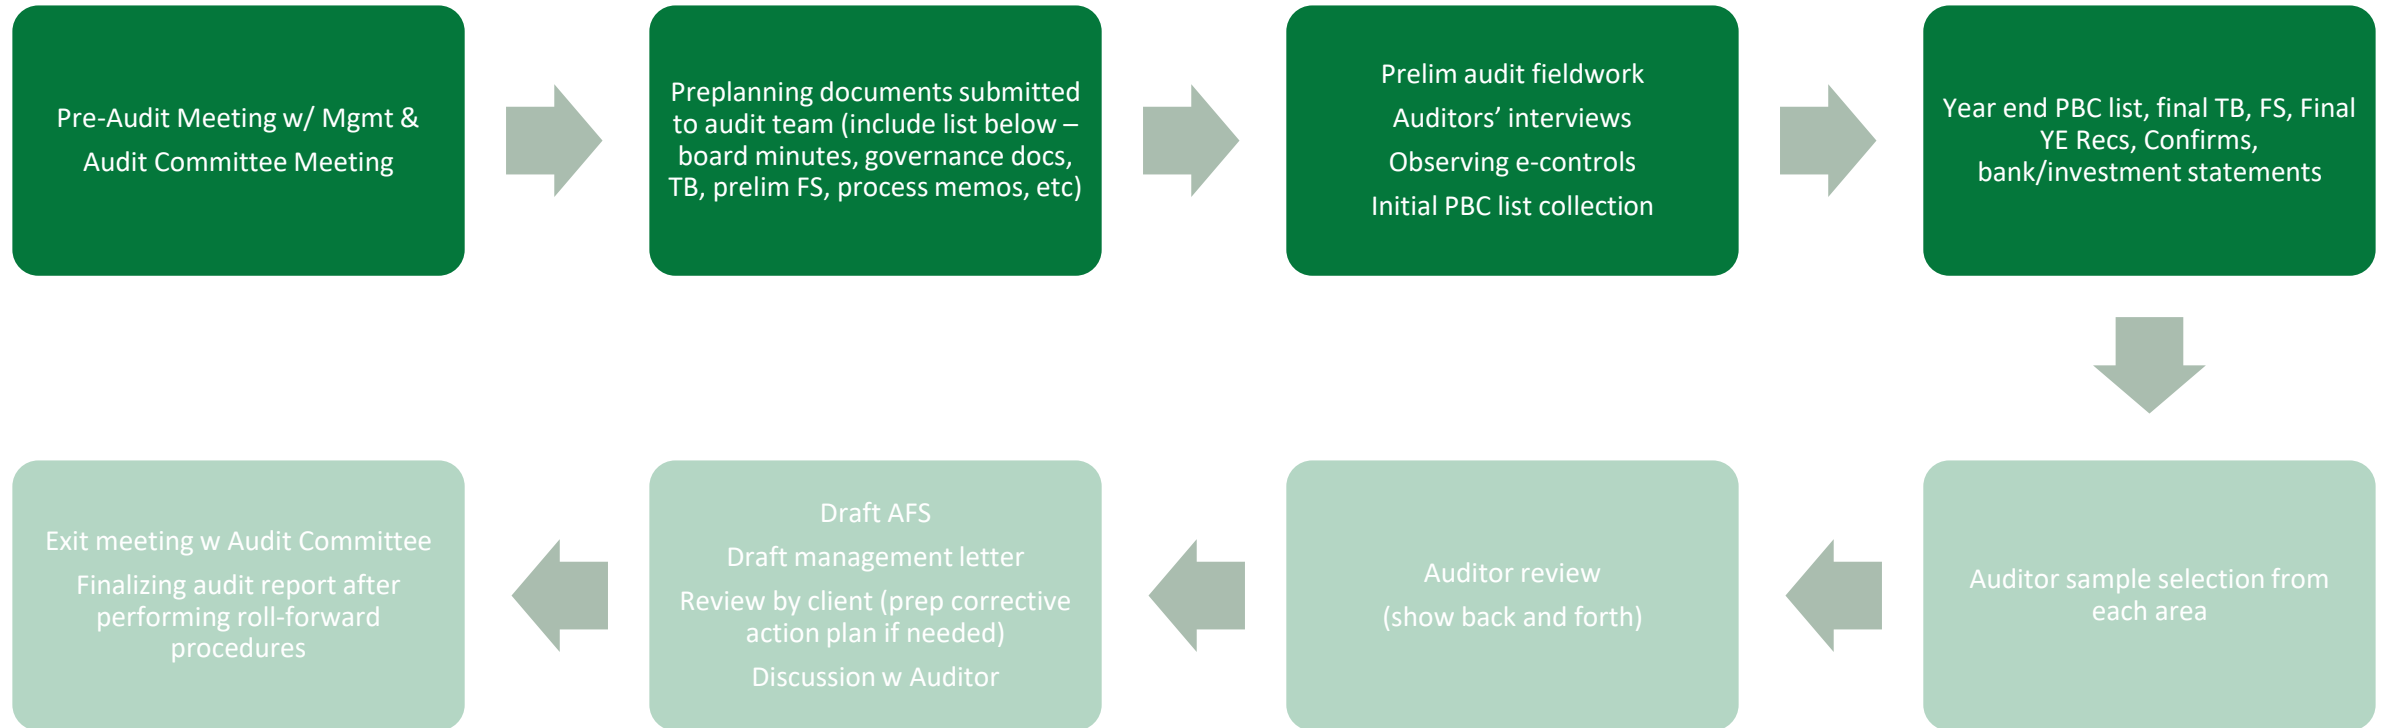 Pre-Audit Meeting w/ Mgmt &
Audit Committee Meeting
Preplanning documents submitted
to audit team (include list below –
board minutes, governance docs,
TB, prelim FS, process memos, etc)
Prelim audit fieldwork
Auditors’ interviews
Observing e-controls
Initial PBC list collection
Year end PBC list, final TB, FS, Final
YE Recs, Confirms,
bank/investment statements
Auditor sample selection from
each area
Auditor review
(show back and forth)
Draft AFS
Draft management letter
Review by client (prep corrective
action plan if needed)
Discussion w Auditor
Exit meeting w Audit Committee
Finalizing audit report after
performing roll-forward
procedures